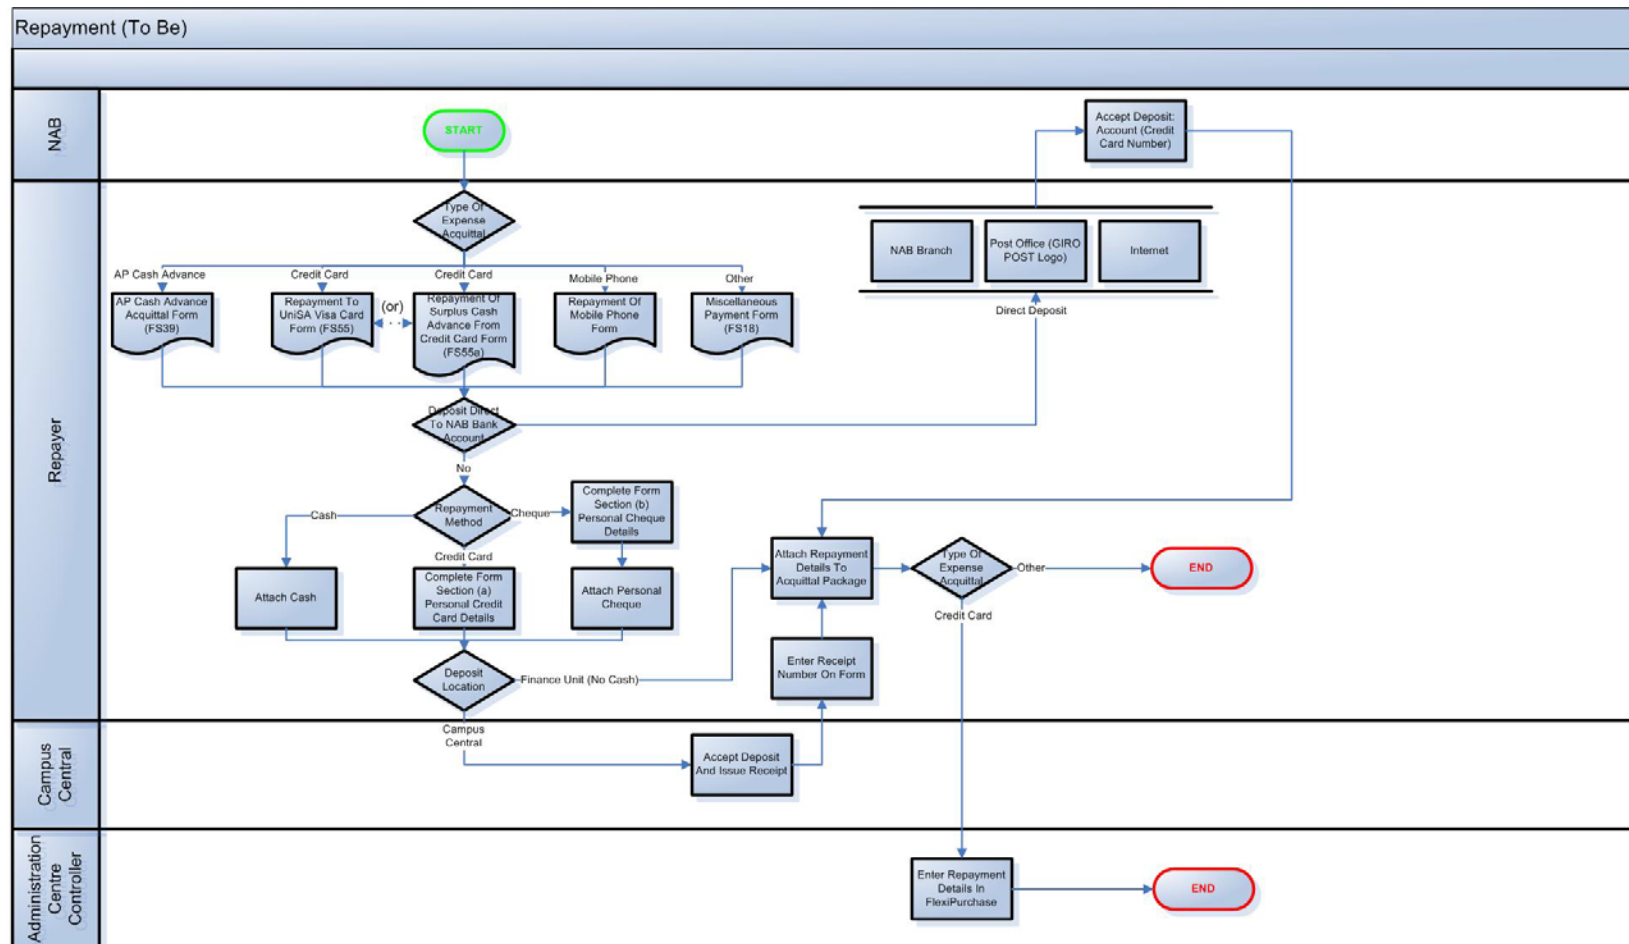 Repayment (To Be)
NAB
START
Accept Deposit:
Account (Credit
Card Number)
Repayer
Type Of
Expense
Acquittal
NAB Branch
Post Office (GIRO
POST Logo)
Internet
Direct Deposit
AP Cash Advance
Credit Card
Credit Card
Mobile Phone
Other
AP Cash Advance
Acquittal Form
(FS39)
Repayment To
UniSA Visa Card
Form (FS55)
(or)
Repayment Of
Surplus Cash
Advance From
Credit Card Form
(FS55a)
Repayment Of
Mobile Phone
Form
Miscellaneous
Payment Form
(FS18)
Deposit Direct
To NAB Bank
Account
No
Repayment
Method
Cash
Cheque
Credit Card
Complete Form
Section (b)
Personal Cheque
Details
Attach Cash
Complete Form
Section (a)
Personal Credit
Card Details
Attach Personal
Cheque
Attach Repayment
Details To
Acquittal Package
Type Of
Expense
Acquittal
Other
END
Credit Card
Deposit
Location
Finance Unit (No Cash)
Enter Receipt
Number On Form
Campus
Central
Campus
Central
Accept Deposit
And Issue Receipt
Administration
Centre
Controller
Enter Repayment
Details In
FlexiPurchase
END